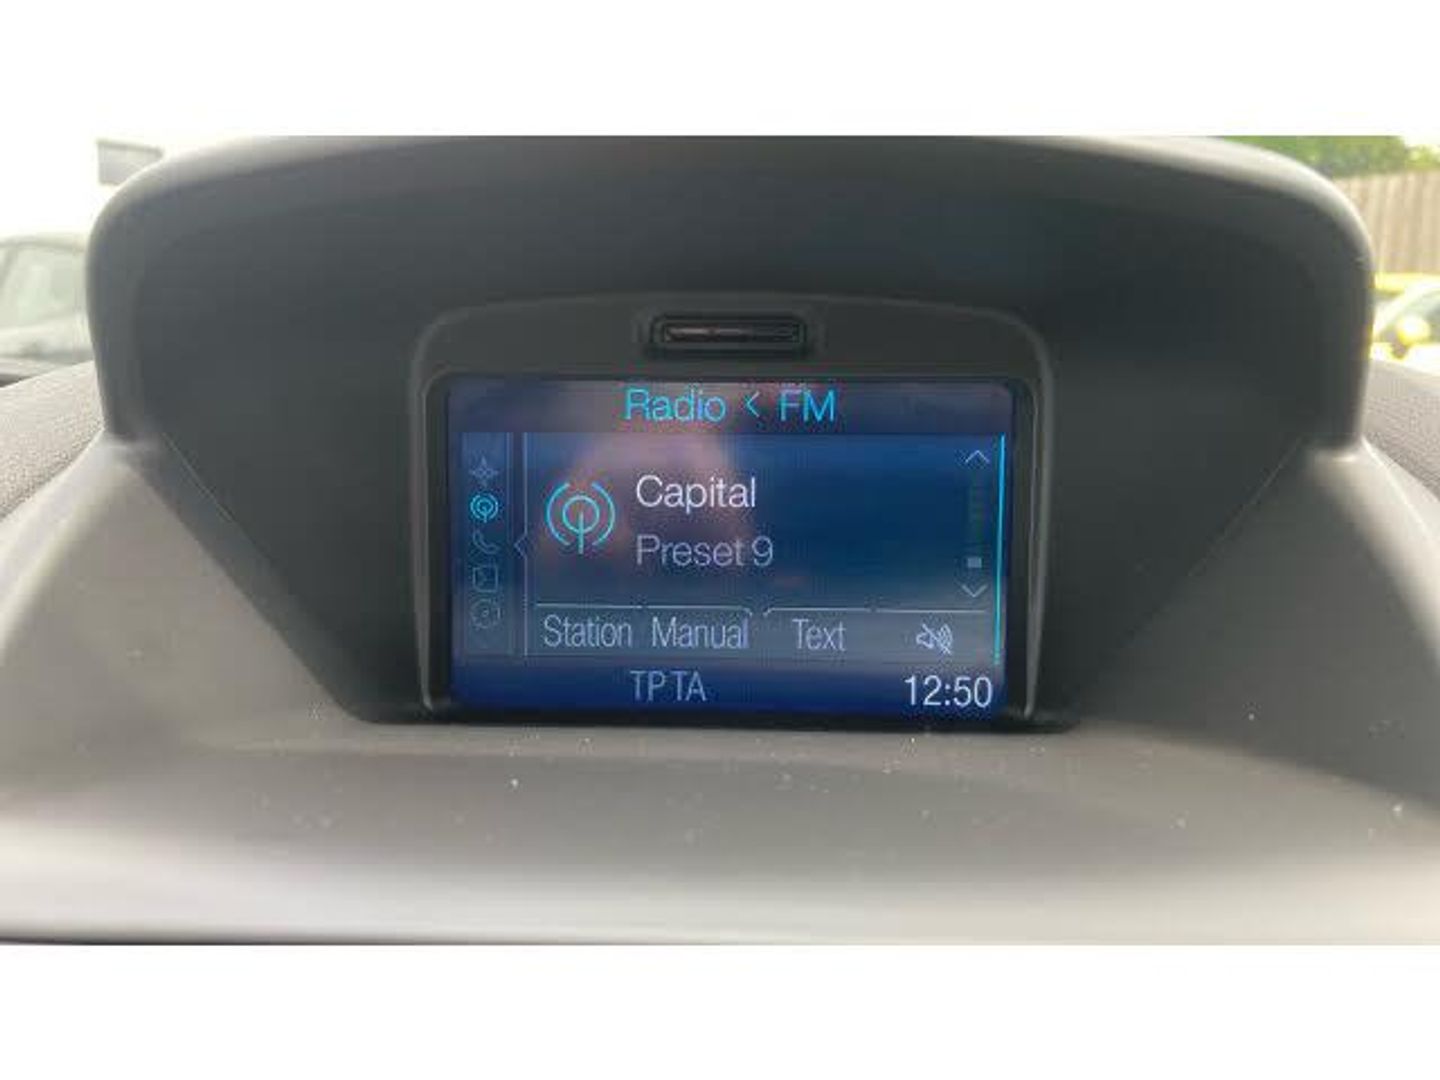 Radio < FM
Capital
Preset 9
Station Manual Text
TP TA 12:50